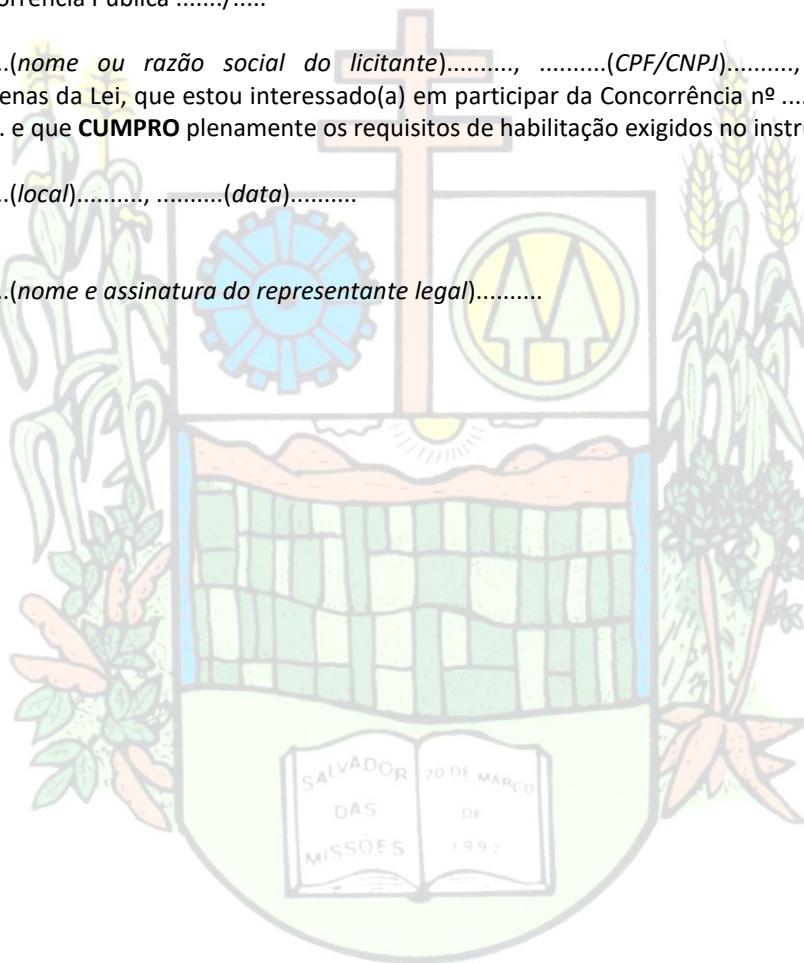 orrência Pública ......./.....
..(nome ou razão social do licitante).........., ..........(CPF/CNPJ)..........,
enas da Lei, que estou interessado(a) em participar da Concorrência nº ....
. e que CUMPRO plenamente os requisitos de habilitação exigidos no instru
..(local).........., ..........(data)..........
..(nome e assinatura do representante legal)..........
SALVADOR
DAS
MISSÕES
20 DE MARÇO
DE
1992